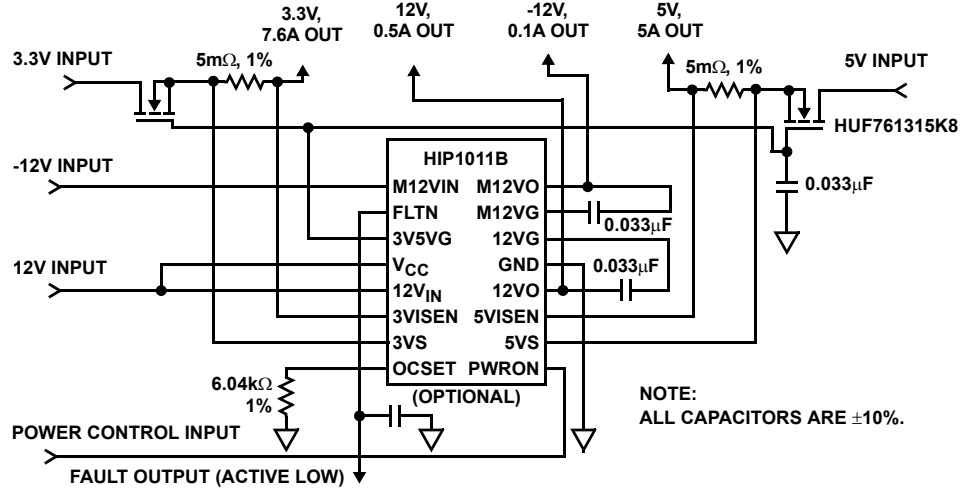 3.3V,
7.6A OUT
12V,
0.5A OUT
-12V,
0.1A OUT
5V,
5A OUT
3.3V INPUT
5mΩ, 1%
5mΩ, 1%
5V INPUT
HUF761315K8
HIP1011B
-12V INPUT
M12VIN
M12VO
0.033µF
FLTN
M12VG
0.033µF
3V5VG
12VG
12V INPUT
VCC
GND
0.033µF
12VIN
12VO
3VISEN
5VISEN
3VS
5VS
OCSET
PWRON
6.04kΩ
1%
(OPTIONAL)
NOTE:
ALL CAPACITORS ARE ±10%.
POWER CONTROL INPUT
FAULT OUTPUT (ACTIVE LOW)